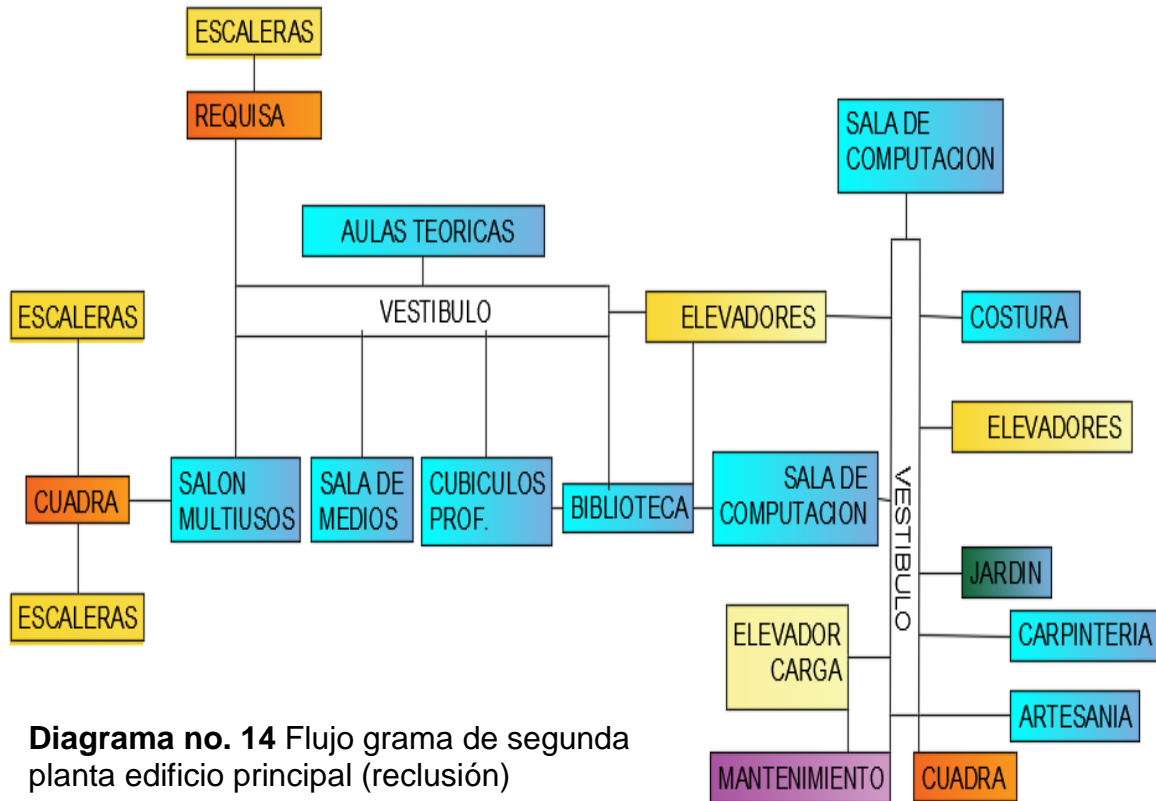 ESCALERAS
REQUISA
SALA DE
COMPUTACION
AULAS TEORICAS
ESCALERAS
VESTIBULO
ELEVADORES
COSTURA
ELEVADORES
CUADRA
SALON
MULTIUSOS
SALA DE
MEDIOS
CUBICULOS
PROF.
BIBLIOTECA
SALA DE
COMPUTACION
VESTIBULO
JARDIN
ESCALERAS
ELEVADOR
CARGA
CARPINTERIA
ARTESANIA
MANTENIMIENTO
CUADRA
Diagrama no. 14 Flujo grama de segunda
planta edificio principal (reclusión)